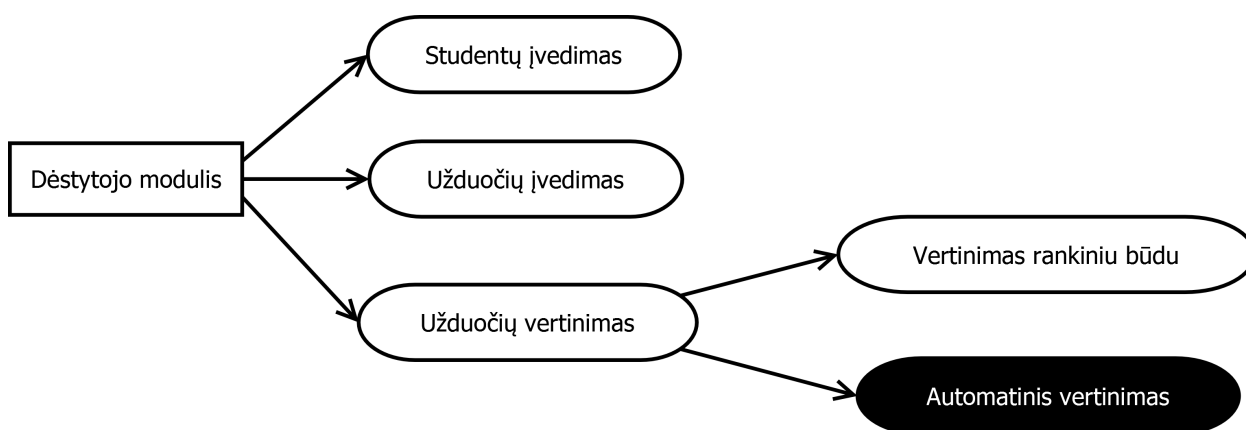 Studentų įvedimas
Dėstytojo modulis
Užduočių įvedimas
Vertinimas rankiniu būdu
Užduočių vertinimas
Automatinis vertinimas